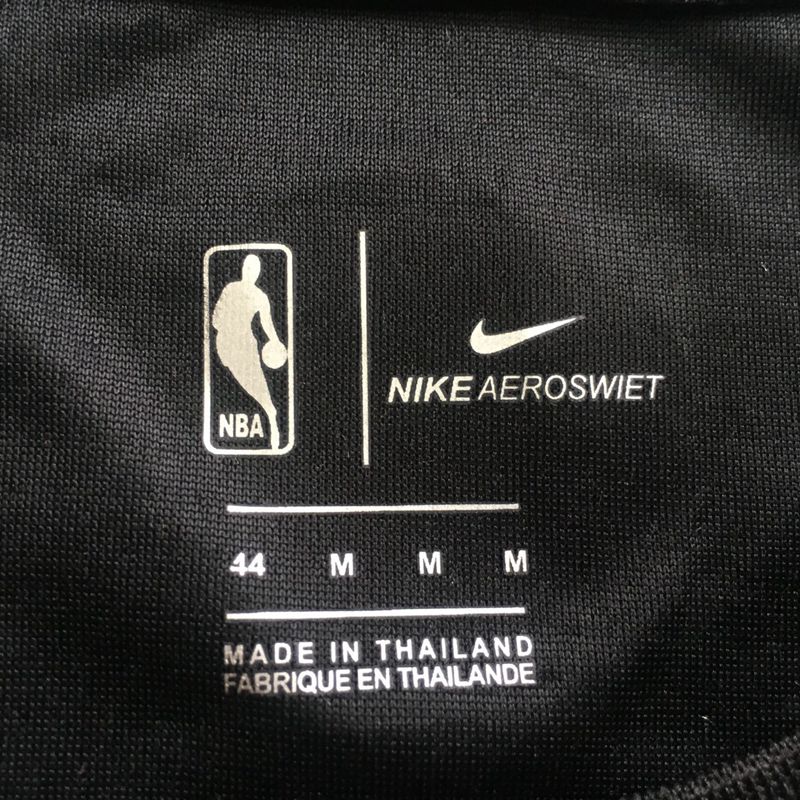 NBA
NIKE AEROSWIET
44 M M M
MADE IN THAILAND
FABRIQUE EN THAILANDE